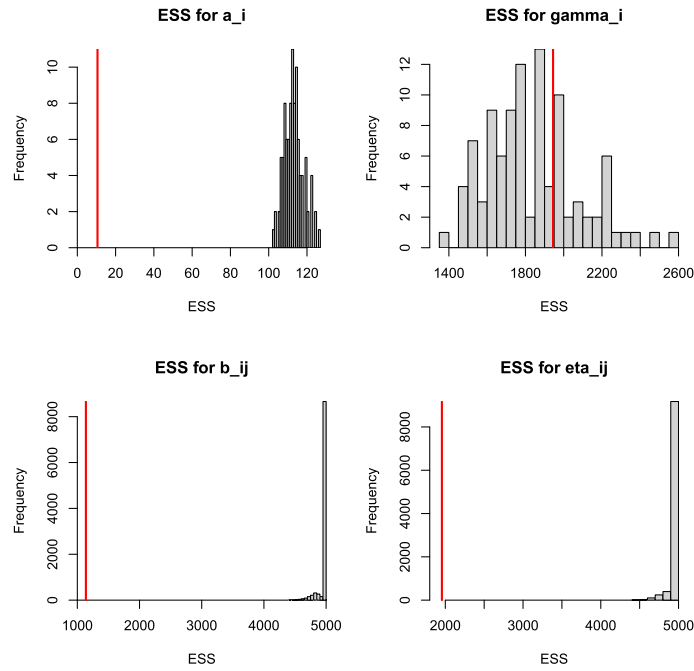 ESS for a_i
Frequency
0 2 4 6 8 10
0 20 40 60 80 100 120
ESS
ESS for gamma_i
Frequency
0 2 4 6 8 10 12
1400 1800 2200 2600
ESS
ESS for b_ij
Frequency
0 2000 4000 6000 8000
1000 2000 3000 4000 5000
ESS
ESS for eta_ij
Frequency
0 2000 4000 6000 8000
2000 3000 4000 5000
ESS